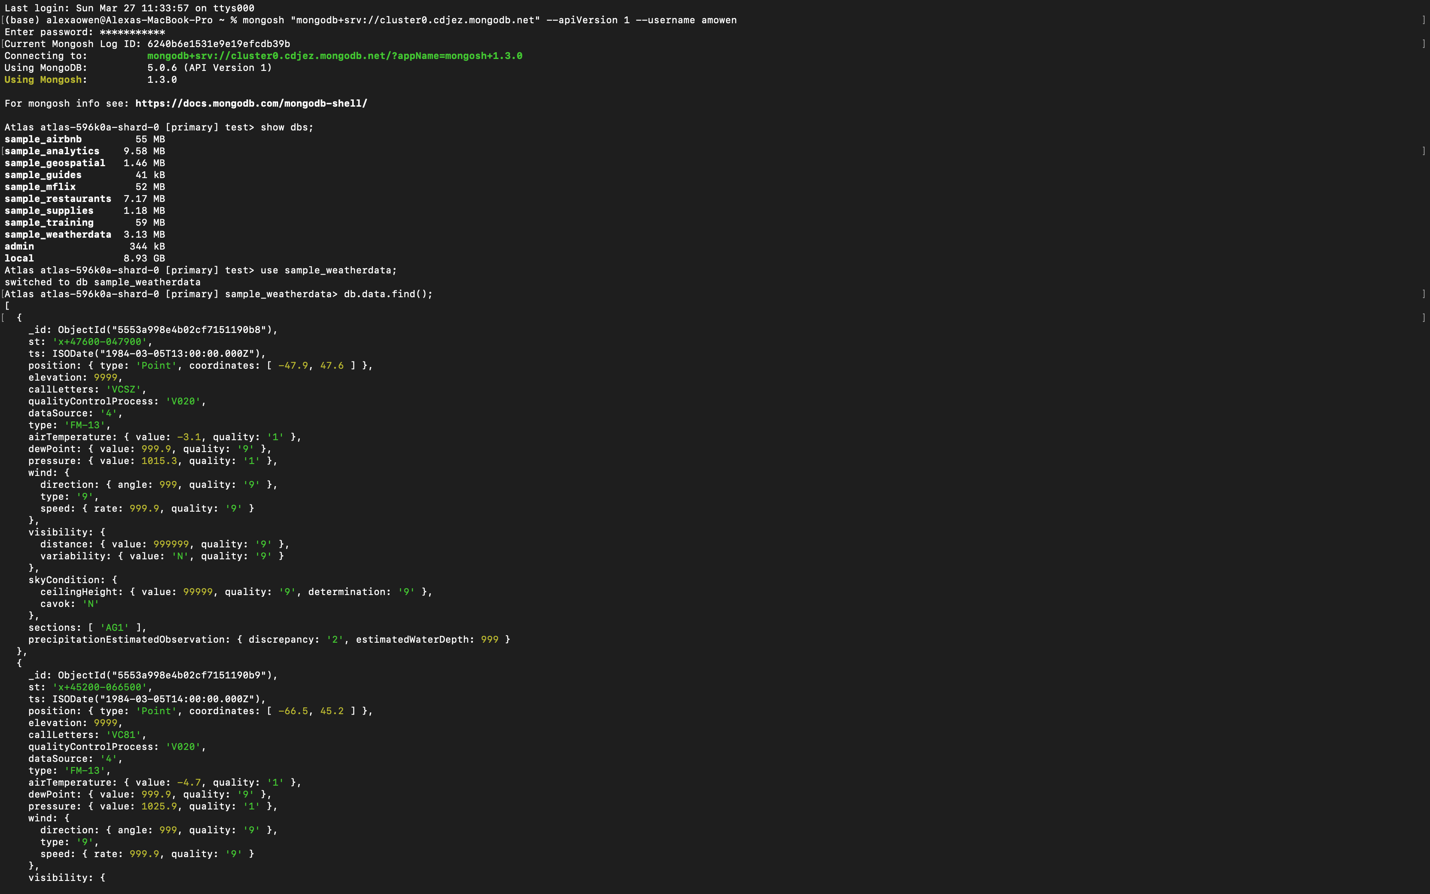 Last login: Sun Mar 27 11:33:57 on ttys000
(base) alexaowen@Alexas-MacBook-Pro ~ % mongosh "mongodb+srv://cluster0.cdjez.mongodb.net" --apiVersion 1 --username amowen
Enter password: ***********
Current Mongosh Log ID: 6240b6e1531e9e19efcdb39b
Connecting to:          mongodb+srv://cluster0.cdjez.mongodb.net/?appName=mongosh+1.3.0
Using MongoDB:          5.0.6 (API Version 1)
Using Mongosh:          1.3.0

For mongosh info see: https://docs.mongodb.com/mongodb-shell/

Atlas atlas-596k0a-shard-0 [primary] test> show dbs;
sample_airbnb         55 MB
sample_analytics    9.58 MB
sample_geospatial   1.46 MB
sample_guides         41 kB
sample_mflix          52 MB
sample_restaurants  7.17 MB
sample_supplies     1.18 MB
sample_training       59 MB
sample_weatherdata  3.13 MB
admin                344 kB
local               8.93 GB
Atlas atlas-596k0a-shard-0 [primary] test> use sample_weatherdata;
switched to db sample_weatherdata
Atlas atlas-596k0a-shard-0 [primary] sample_weatherdata> db.data.find();
[
  {
    _id: ObjectId("5553a998e4b02cf7151190b8"),
    st: 'x+47600-047900',
    ts: ISODate("1984-03-05T13:00:00.000Z"),
    position: { type: 'Point', coordinates: [ -47.9, 47.6 ] },
    elevation: 9999,
    callLetters: 'VCSZ',
    qualityControlProcess: 'V020',
    dataSource: '4',
    type: 'FM-13',
    airTemperature: { value: -3.1, quality: '1' },
    dewPoint: { value: 999.9, quality: '9' },
    pressure: { value: 1015.3, quality: '1' },
    wind: {
      direction: { angle: 999, quality: '9' },
      type: '9',
      speed: { rate: 999.9, quality: '9' }
    },
    visibility: {
      distance: { value: 999999, quality: '9' },
      variability: { value: 'N', quality: '9' }
    },
    skyCondition: {
      ceilingHeight: { value: 99999, quality: '9', determination: '9' },
      cavok: 'N'
    },
    sections: [ 'AG1' ],
    precipitationEstimatedObservation: { discrepancy: '2', estimatedWaterDepth: 999 }
  },
  {
    _id: ObjectId("5553a998e4b02cf7151190b9"),
    st: 'x+45200-066500',
    ts: ISODate("1984-03-05T14:00:00.000Z"),
    position: { type: 'Point', coordinates: [ -66.5, 45.2 ] },
    elevation: 9999,
    callLetters: 'VC81',
    qualityControlProcess: 'V020',
    dataSource: '4',
    type: 'FM-13',
    airTemperature: { value: -4.7, quality: '1' },
    dewPoint: { value: 999.9, quality: '9' },
    pressure: { value: 1025.9, quality: '1' },
    wind: {
      direction: { angle: 999, quality: '9' },
      type: '9',
      speed: { rate: 999.9, quality: '9' }
    },
    visibility: {